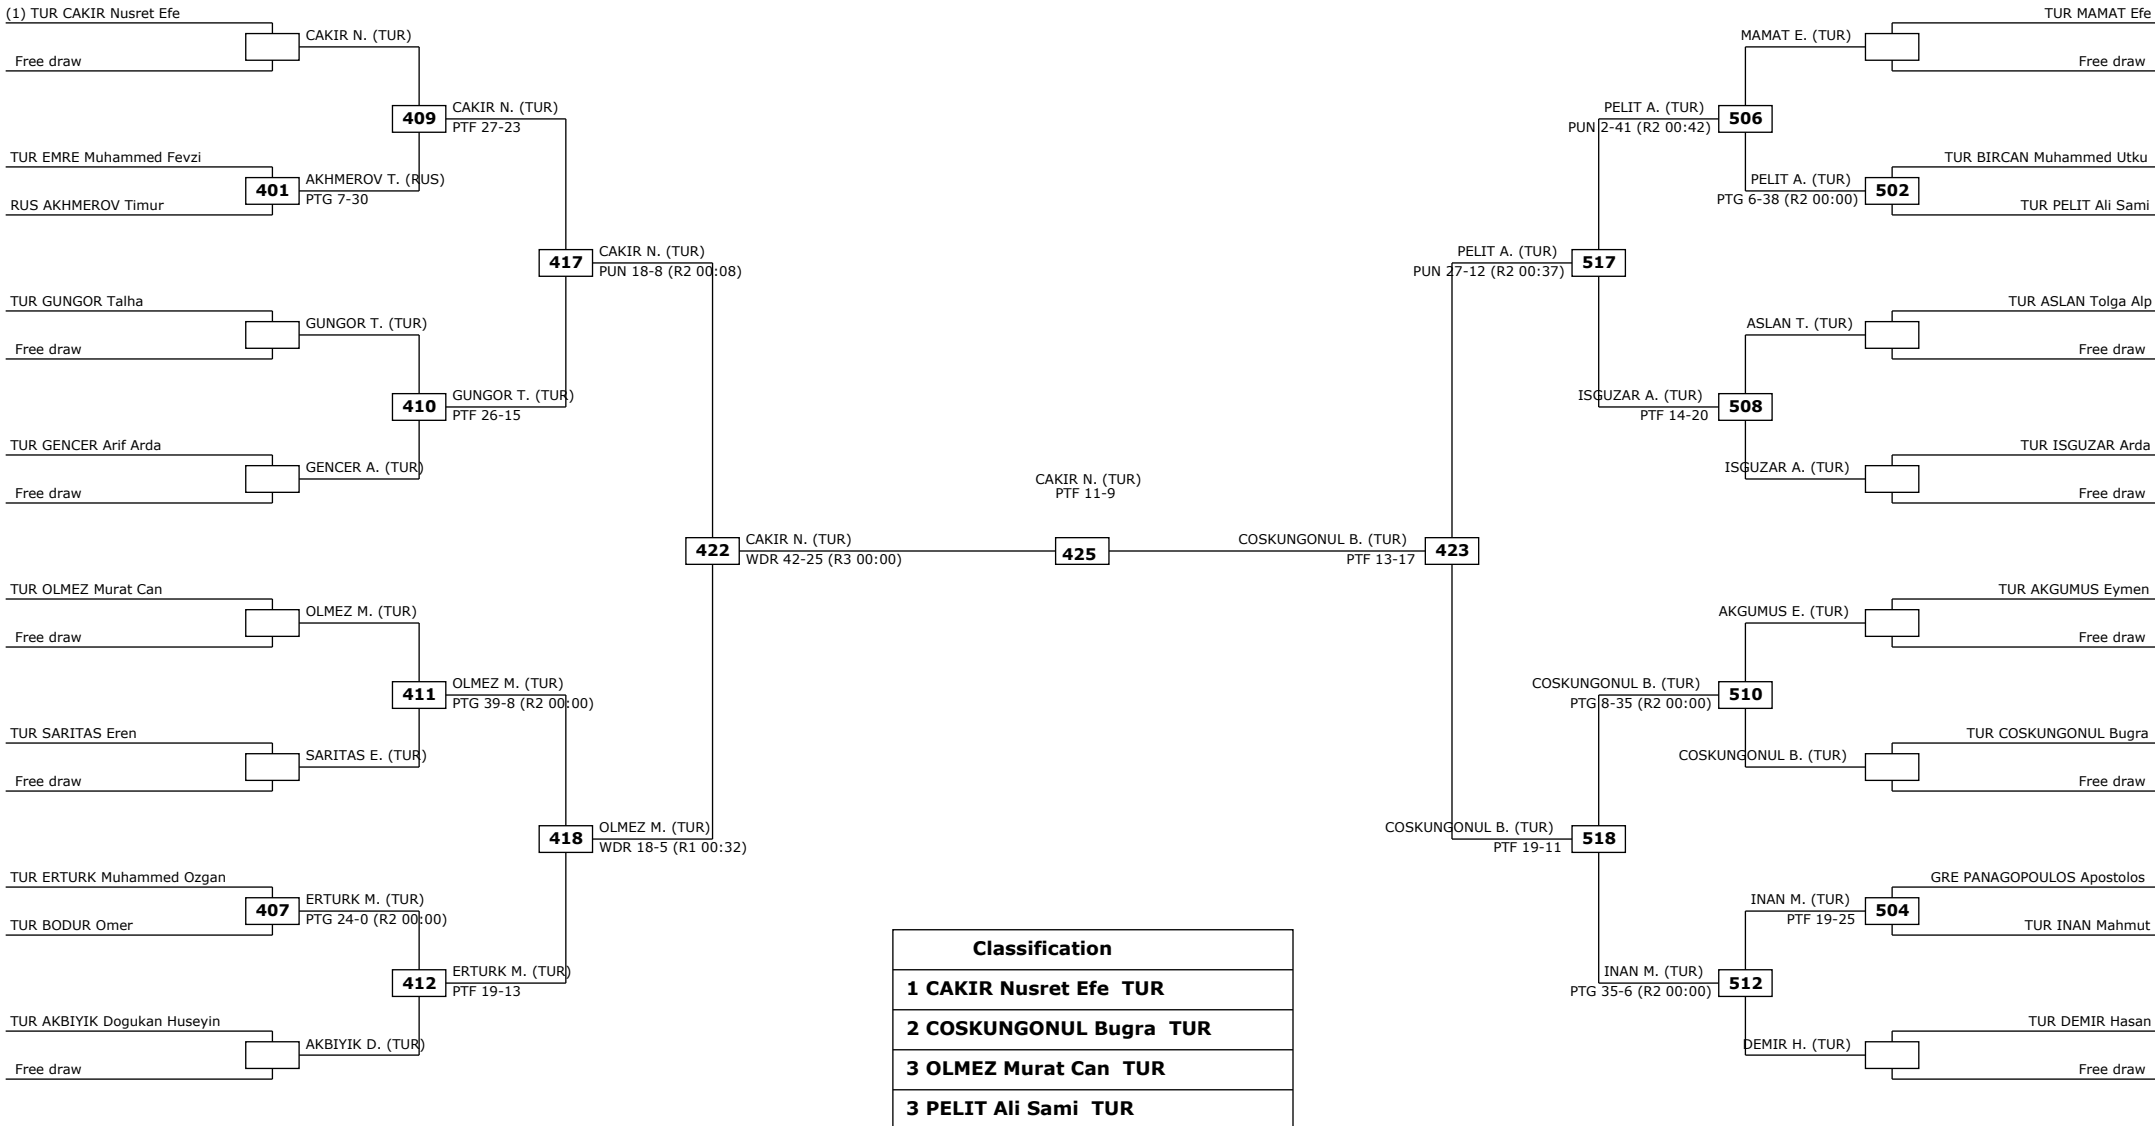 (1) TUR CAKIR Nusret Efe
CAKIR N. (TUR)
Free draw
409
CAKIR N. (TUR)
PTF 27-23
TUR EMRE Muhammed Fevzi
401
AKHMEROV T. (RUS)
PTG 7-30
RUS AKHMEROV Timur
417
CAKIR N. (TUR)
PUN 18-8 (R2 00:08)
TUR GUNGOR Talha
GUNGOR T. (TUR)
Free draw
410
GUNGOR T. (TUR)
PTF 26-15
TUR GENCER Arif Arda
GENCER A. (TUR)
Free draw
422
CAKIR N. (TUR)
WDR 42-25 (R3 00:00)
TUR OLMEZ Murat Can
OLMEZ M. (TUR)
Free draw
411
OLMEZ M. (TUR)
PTG 39-8 (R2 00:00)
TUR SARITAS Eren
SARITAS E. (TUR)
Free draw
418
OLMEZ M. (TUR)
WDR 18-5 (R1 00:32)
TUR ERTURK Muhammed Ozgan
407
ERTURK M. (TUR)
PTG 24-0 (R2 00:00)
TUR BODUR Omer
412
ERTURK M. (TUR)
PTF 19-13
TUR AKBIYIK Dogukan Huseyin
AKBIYIK D. (TUR)
Free draw
CAKIR N. (TUR)
PTF 11-9
425
TUR MAMAT Efe
MAMAT E. (TUR)
Free draw
PELIT A. (TUR)
PUN 2-41 (R2 00:42)
506
TUR BIRCAN Muhammed Utku
PELIT A. (TUR)
PTG 6-38 (R2 00:00)
502
TUR PELIT Ali Sami
PELIT A. (TUR)
PUN 27-12 (R2 00:37)
517
TUR ASLAN Tolga Alp
ASLAN T. (TUR)
Free draw
ISGUZAR A. (TUR)
PTF 14-20
508
TUR ISGUZAR Arda
ISGUZAR A. (TUR)
Free draw
COSKUNGONUL B. (TUR)
PTF 13-17
423
TUR AKGUMUS Eymen
AKGUMUS E. (TUR)
Free draw
COSKUNGONUL B. (TUR)
PTG 8-35 (R2 00:00)
510
TUR COSKUNGONUL Bugra
COSKUNGONUL B. (TUR)
Free draw
COSKUNGONUL B. (TUR)
PTF 19-11
518
GRE PANAGOPOULOS Apostolos
INAN M. (TUR)
PTF 19-25
504
TUR INAN Mahmut
INAN M. (TUR)
PTG 35-6 (R2 00:00)
512
TUR DEMIR Hasan
DEMIR H. (TUR)
Free draw
Classification
1 CAKIR Nusret Efe TUR
2 COSKUNGONUL Bugra TUR
3 OLMEZ Murat Can TUR
3 PELIT Ali Sami TUR